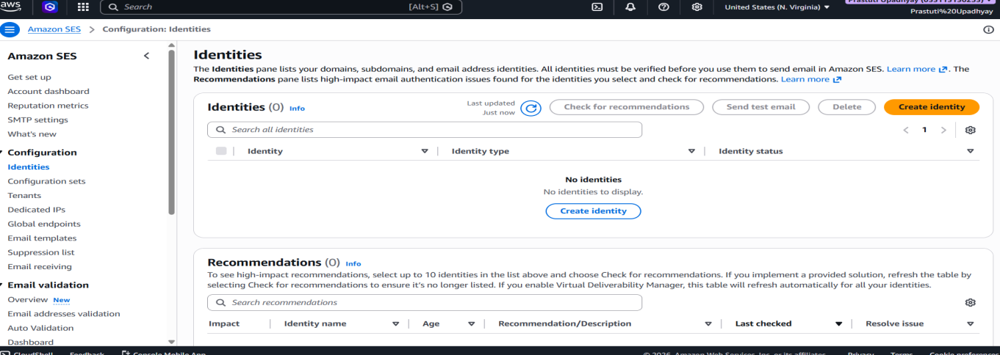 aws
Search [Alt+S]
United States (N. Virginia)
Prastuti%20Upadhyay
Amazon SES > Configuration: Identities
Amazon SES
Get set up
Account dashboard
Reputation metrics
SMTP settings
What's new
Configuration
Identities
Configuration sets
Tenants
Dedicated IPs
Global endpoints
Email templates
Suppression list
Email receiving
Email validation
Overview New
Email addresses validation
Auto Validation
Dashboard
Identities
The Identities pane lists your domains, subdomains, and email address identities. All identities must be verified before you use them to send email in Amazon SES. Learn more. The
Recommendations pane lists high-impact email authentication issues found for the identities you select and check for recommendations. Learn more
Identities (0) Info
Last updated
Just now
Check for recommendations
Send test email
Delete
Create identity
Search all identities
< 1 >
Identity
Identity type
Identity status
No identities
No identities to display.
Create identity
Recommendations (0) Info
To see high-impact recommendations, select up to 10 identities in the list above and choose Check for recommendations. If you implement a provided solution, refresh the table by
selecting Check for recommendations to ensure it's no longer listed. If you enable Virtual Deliverability Manager, this table will refresh automatically for all your identities.
Search recommendations
Impact
Identity name
Age
Recommendation/Description
Last checked
Resolve issue
CloudShell Feedback Console Mobile App
© 2026, Amazon Web Services, Inc. or its affiliates. Privacy Terms Cookie preferences